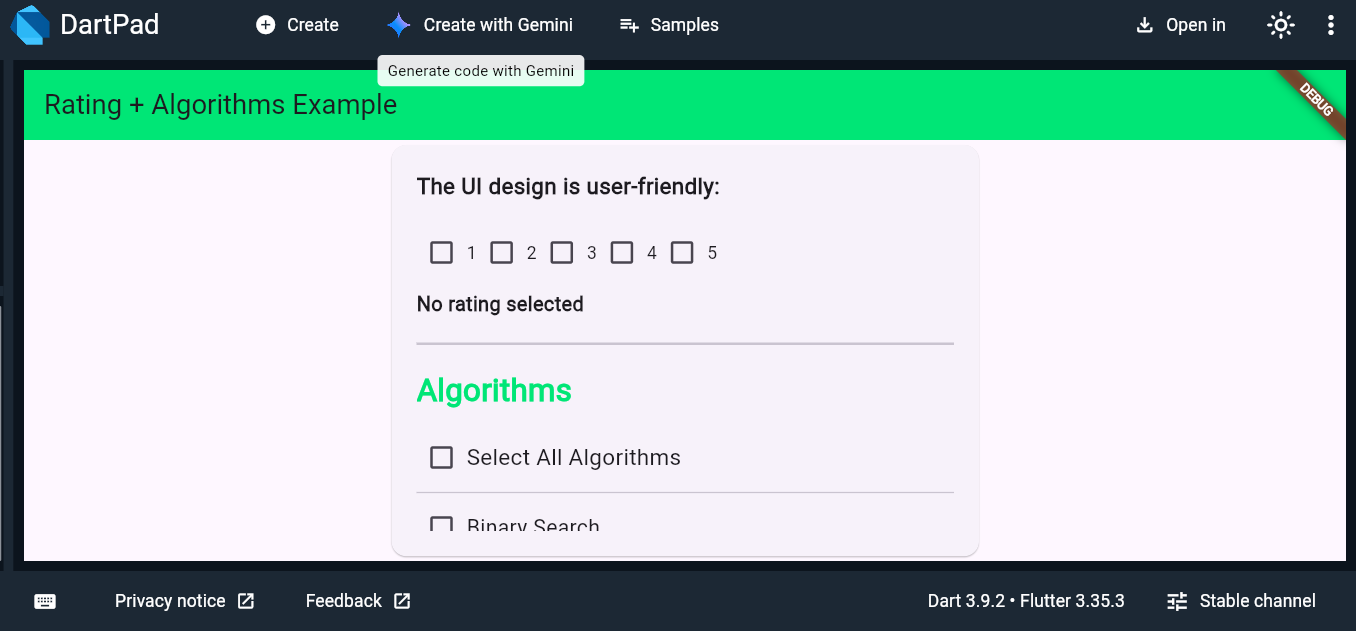 DartPad
Create
Create with Gemini
Samples
Open in
Generate code with Gemini
Rating + Algorithms Example
DEBUG
The UI design is user-friendly:
1 2 3 4 5
No rating selected
Algorithms
Select All Algorithms
Binary Search
Privacy notice
Feedback
Dart 3.9.2 • Flutter 3.35.3
Stable channel